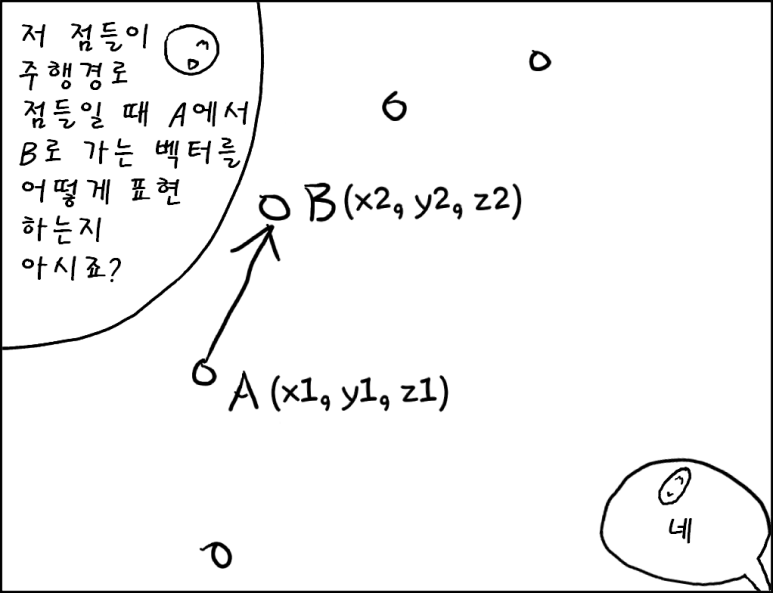 저 점들이
주행경로
점들일 때 A에서
B로 가는 벡터를
어떻게 표현
하는지
아시죠?
B(x2, y2, z2)
A(x1, y1, z1)
네